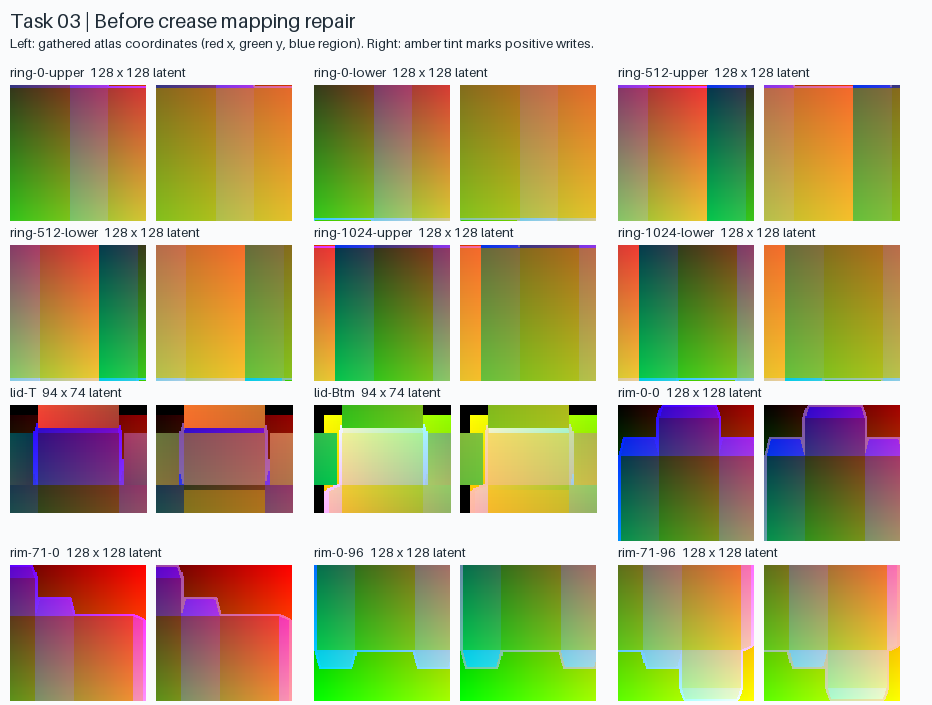 Task 03 | Before crease mapping repair
Left: gathered atlas coordinates (red x, green y, blue region). Right: amber tint marks positive writes.
ring-0-upper 128 x 128 latent
ring-0-lower 128 x 128 latent
ring-512-upper 128 x 128 latent
ring-512-lower 128 x 128 latent
ring-1024-upper 128 x 128 latent
ring-1024-lower 128 x 128 latent
lid-T 94 x 74 latent
lid-Btm 94 x 74 latent
rim-0-0 128 x 128 latent
rim-71-0 128 x 128 latent
rim-0-96 128 x 128 latent
rim-71-96 128 x 128 latent